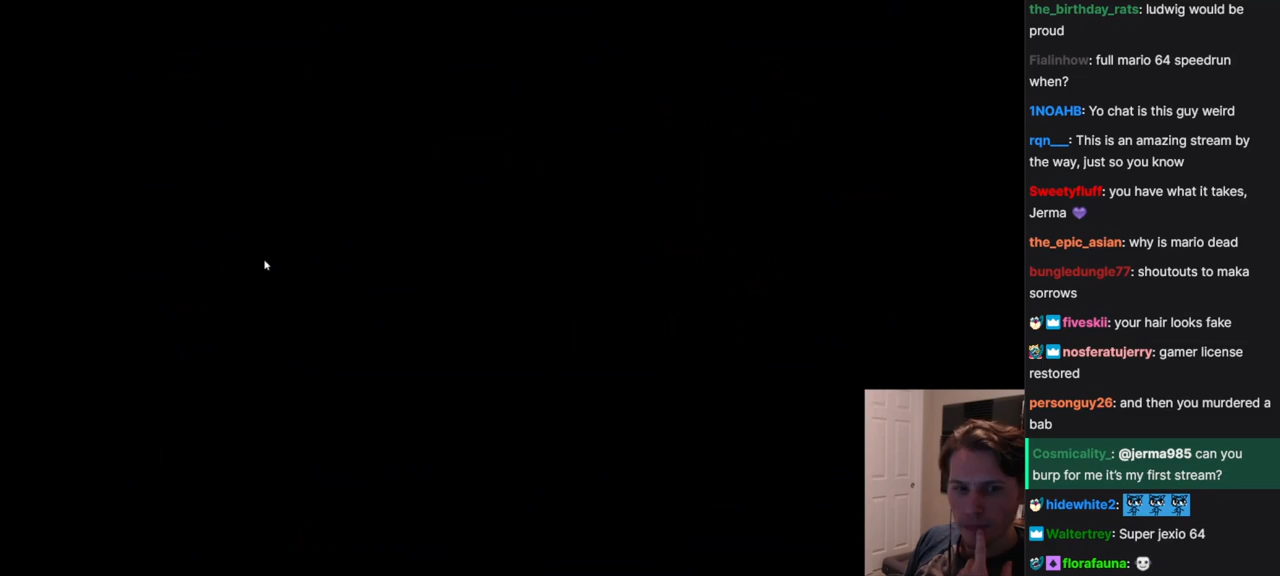 the_birthday_rats: ludwig would be
proud
Fialinhow: full mario 64 speedrun
when?
1NOAHB: Yo chat is this guy weird
rqn___: This is an amazing stream by
the way, just so you know
Sweetyfluff: you have what it takes,
Jerma 💜
the_epic_asian: why is mario dead
bungledungle77: shoutouts to maka
sorrows
fiveskii: your hair looks fake
nosferatujerry: gamer license
restored
personguy26: and then you murdered a
bab
Cosmicality_: @jerma985 can you
burp for me it's my first stream?
hidewhite2:
Waltertrey: Super jexio 64
florafauna: